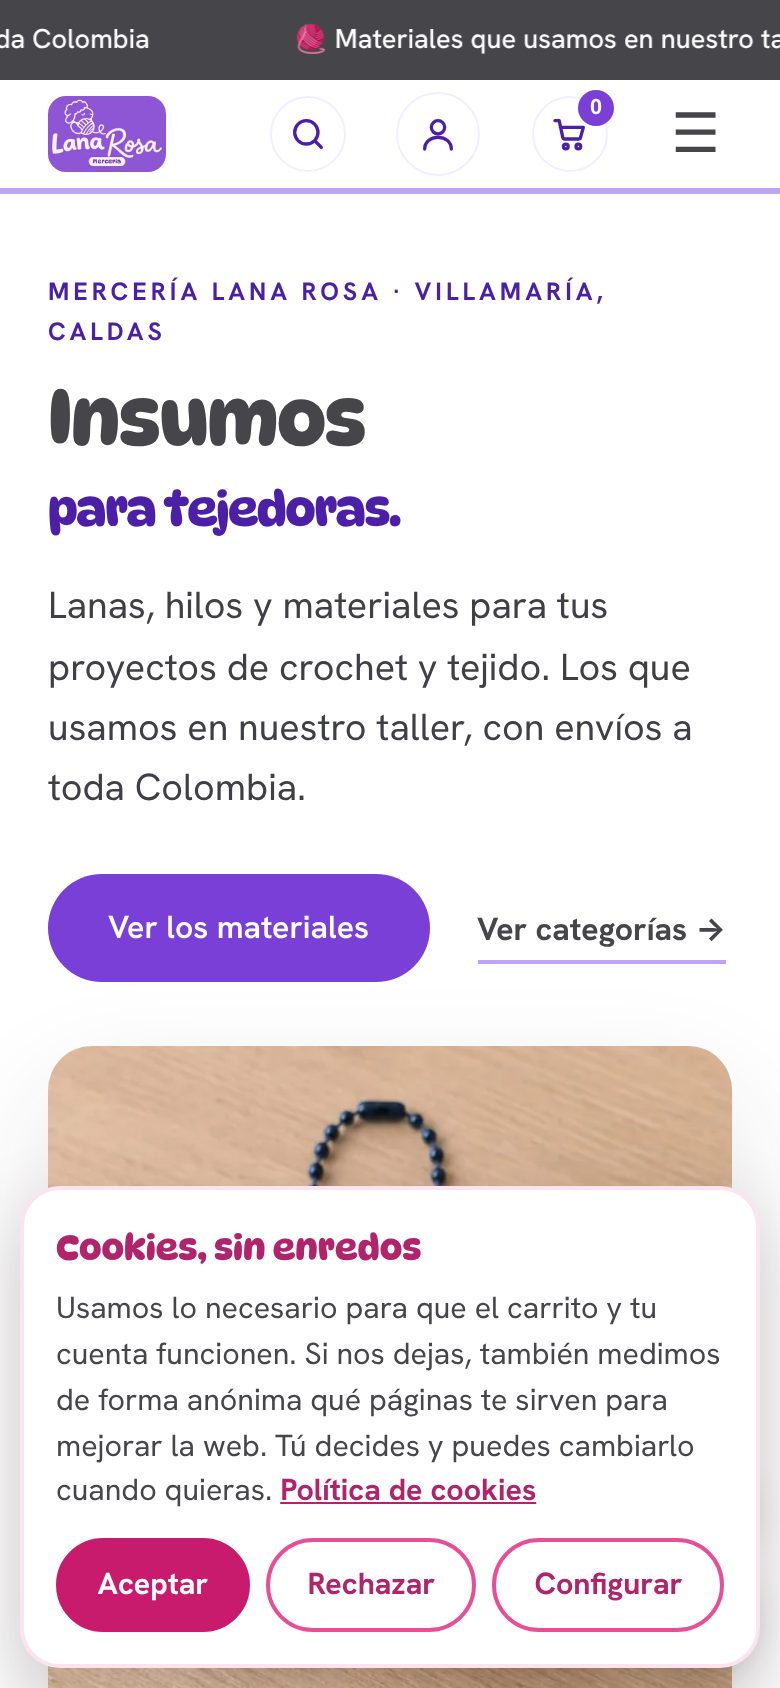 da Colombia
Materiales que usamos en nuestro ta
Lana Rosa
Mercería
0
MERCERÍA LANA ROSA · VILLAMARÍA,
CALDAS
Insumos
para tejedoras.
Lanas, hilos y materiales para tus
proyectos de crochet y tejido. Los que
usamos en nuestro taller, con envíos a
toda Colombia.
Ver los materiales
Ver categorías →
Cookies, sin enredos
Usamos lo necesario para que el carrito y tu
cuenta funcionen. Si nos dejas, también medimos
de forma anónima qué páginas te sirven para
mejorar la web. Tú decides y puedes cambiarlo
cuando quieras. Política de cookies
Aceptar
Rechazar
Configurar